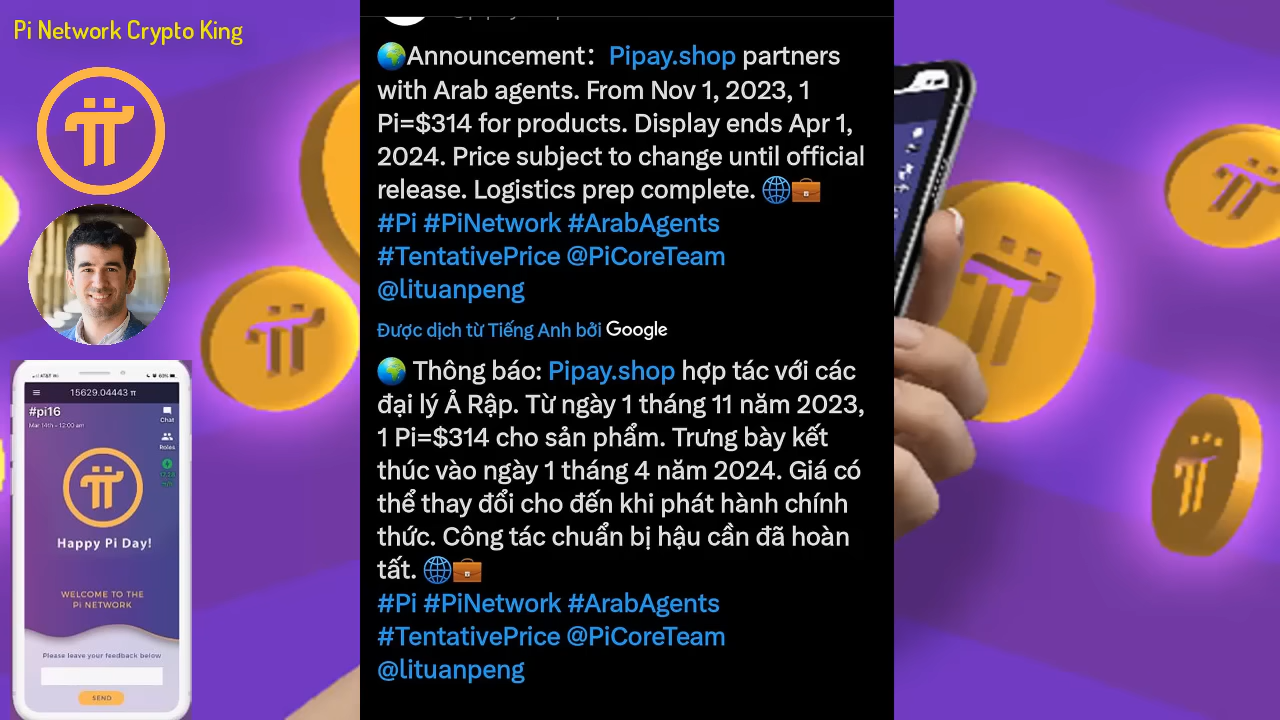 Pi Network Crypto King
🌍Announcement： Pipay.shop partners
with Arab agents. From Nov 1, 2023, 1
Pi=$314 for products. Display ends Apr 1,
2024. Price subject to change until official
release. Logistics prep complete. 🌐💼
#Pi #PiNetwork #ArabAgents
#TentativePrice @PiCoreTeam
@lituanpeng
Được dịch từ Tiếng Anh bởi Google
🌍 Thông báo: Pipay.shop hợp tác với các
đại lý Ả Rập. Từ ngày 1 tháng 11 năm 2023,
1 Pi=$314 cho sản phẩm. Trưng bày kết
thúc vào ngày 1 tháng 4 năm 2024. Giá có
thể thay đổi cho đến khi phát hành chính
thức. Công tác chuẩn bị hậu cần đã hoàn
tất. 🌐💼
#Pi #PiNetwork #ArabAgents
#TentativePrice @PiCoreTeam
@lituanpeng
15629.04443 π
#pi16
Mar 14th - 12:00 am
Chat
Roles
Happy Pi Day!
WELCOME TO THE
Pi NETWORK
Please leave your feedback below
SEND